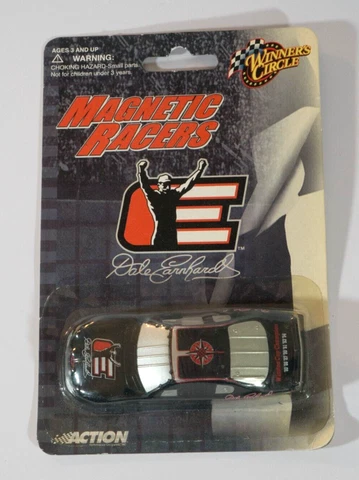 AGES 3 AND UP
WARNING:
CHOKING HAZARD-Small parts.
Not for children under 3 years.
WINNER'S
CIRCLE
MAGNETIC
RACERS
E
TM
Dale Earnhardt
E
ACTION